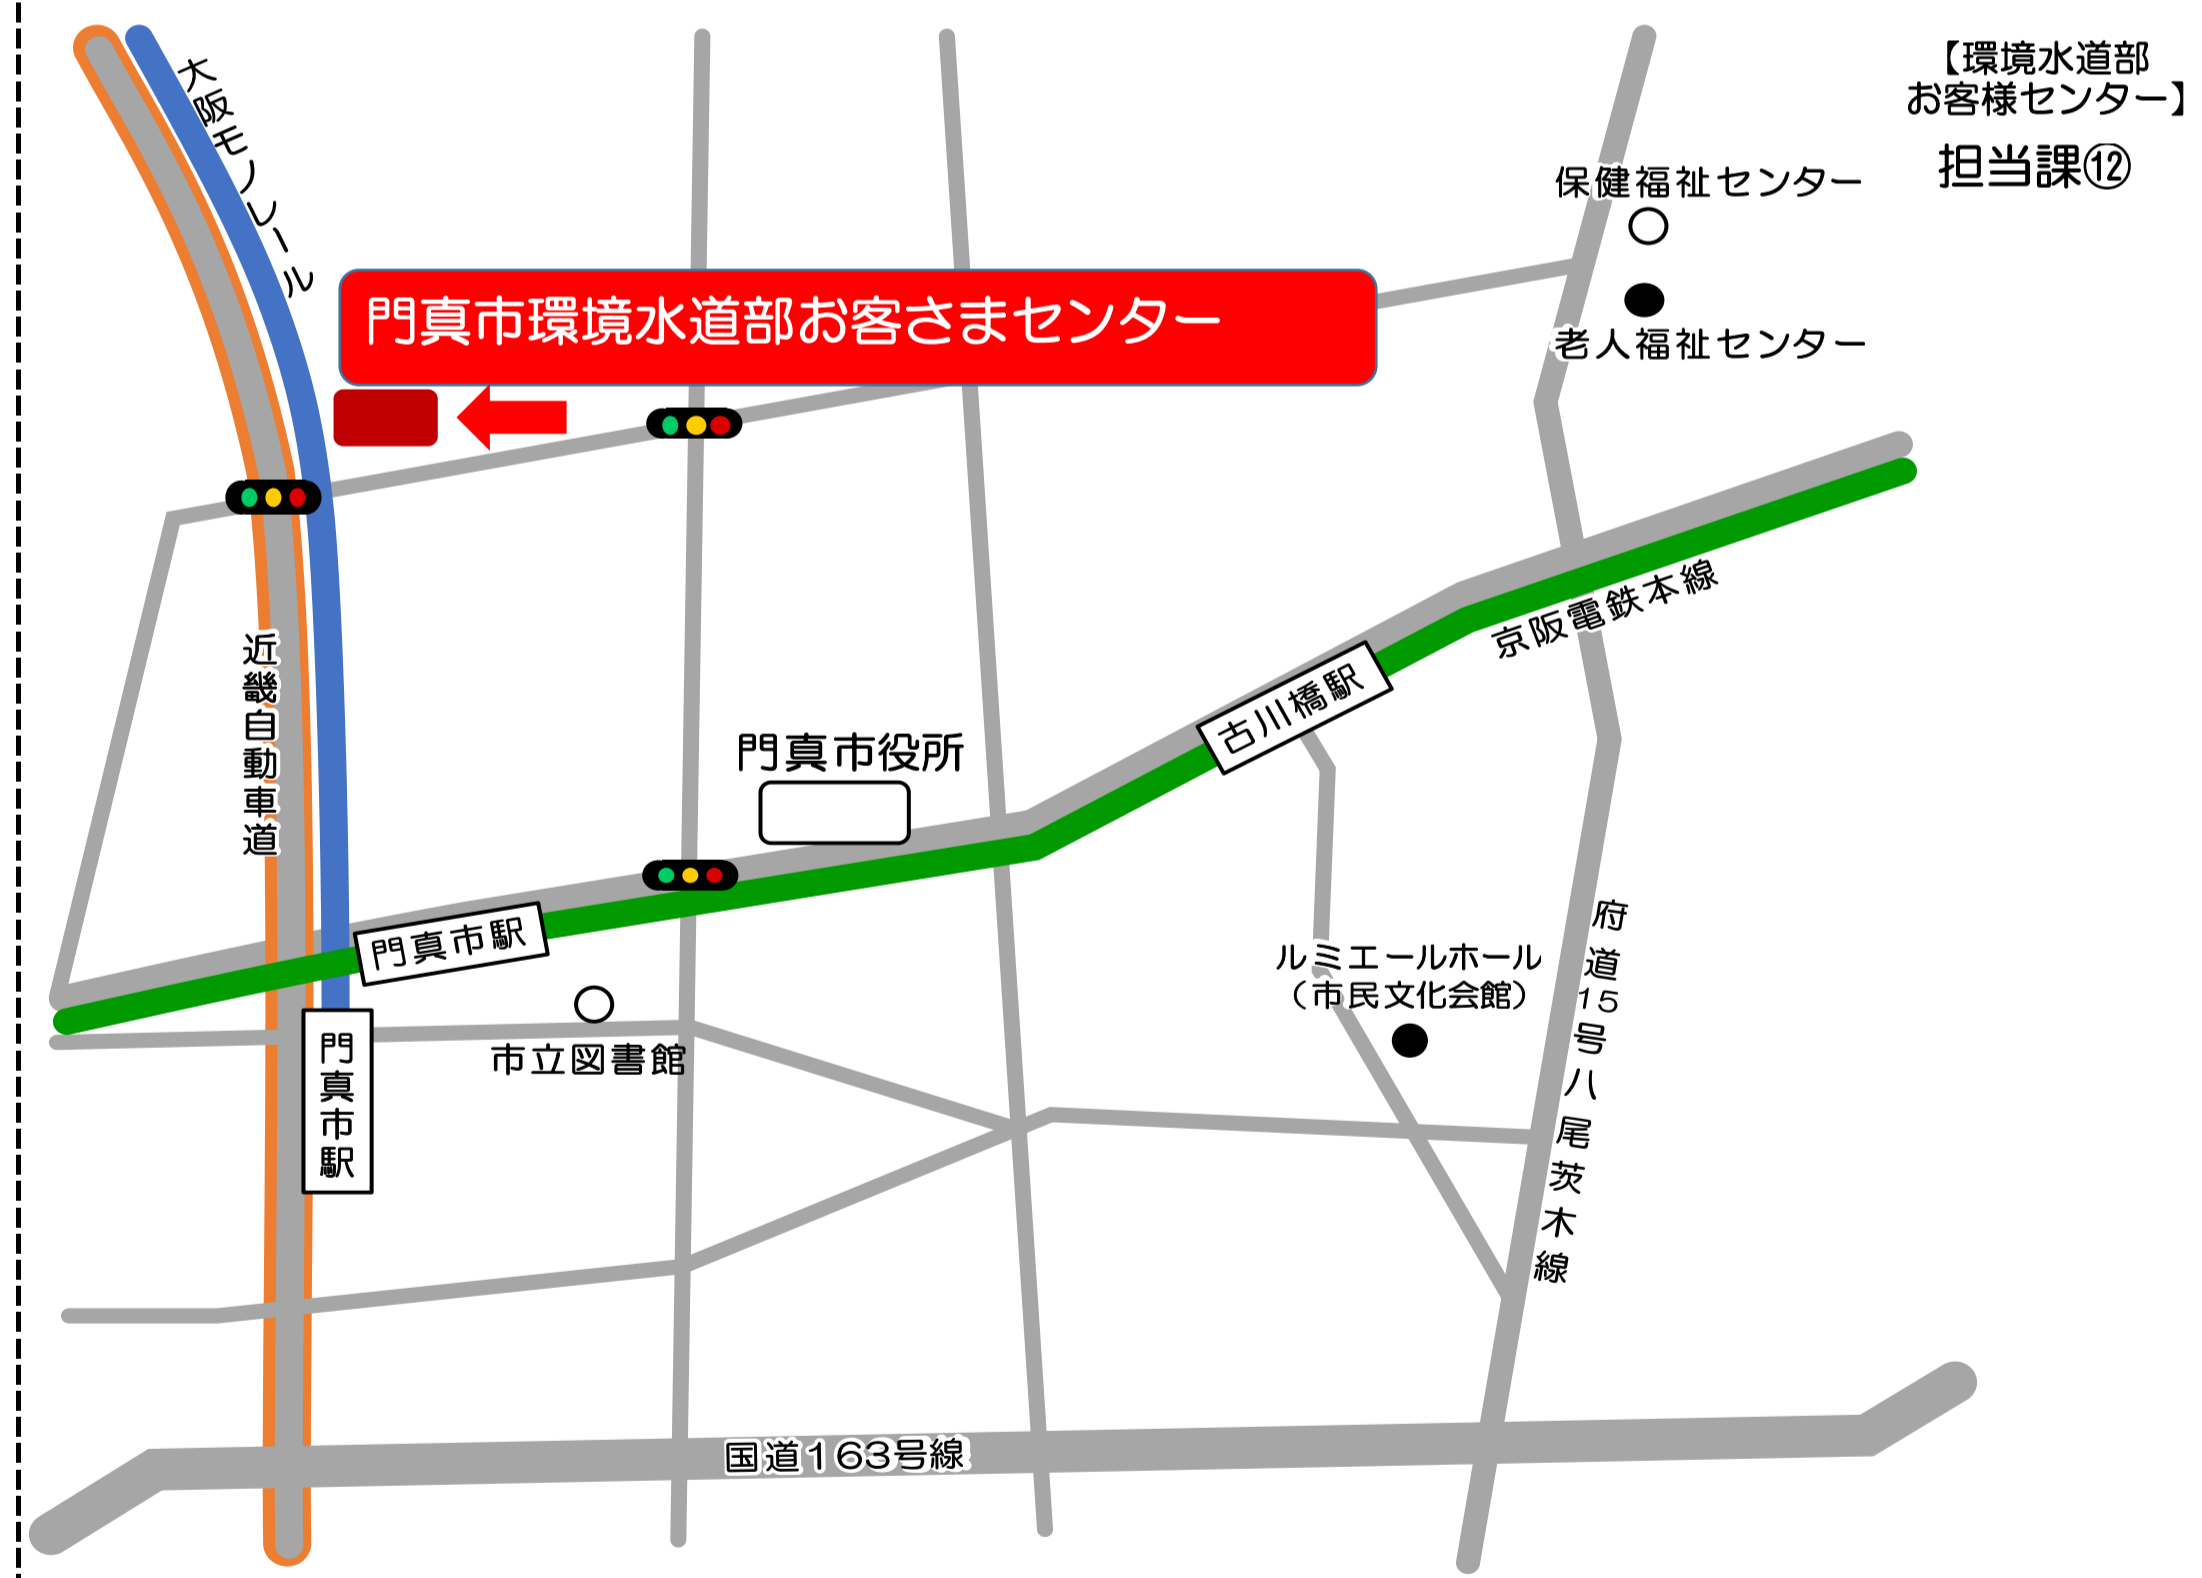 【環境水道部
お客様センター】
担当課⑫
大阪モノレール
保健福祉センター
老人福祉センター
門真市環境水道部お客さまセンター
京阪電鉄本線
近畿自動車道
古川橋駅
門真市役所
門真市駅
府道15号八尾茨木線
ルミエールホール
（市民文化会館）
門真市駅
市立図書館
国道163号線